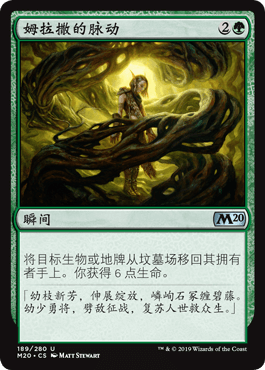 姆拉撒的脉动 2
瞬间 M20
将目标生物或地牌从坟墓场移回其拥有
者手上。你获得6点生命。
「幼枝新芳，伸展绽放，嶙峋石冢缠碧藤。
幼少勇将，劈敌征战，复苏人世救众生。」
189/280 U
M20 • CS MATT STEWART
™ & © 2019 Wizards of the Coast